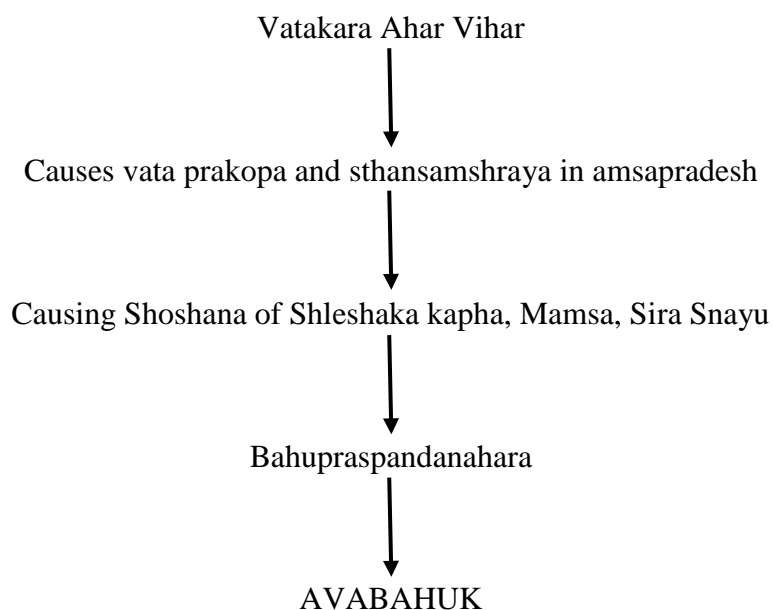 Vatakara Ahar Vihar
Causes vata prakopa and sthansamshraya in amsapradesh
Causing Shoshana of Shleshaka kapha, Mamsa, Sira Snayu
Bahupraspandanahara
AVABAHUK